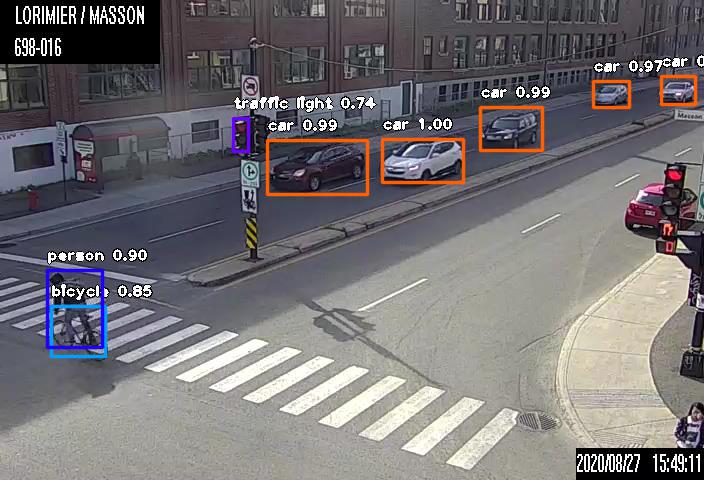 LORIMIER / MASSON
698-016
car 0.97
car 0
car 0.99
traffic light 0.74
car 0.99
car 1.00
Masson
person 0.90
bicycle 0.85
2020/08/27 15:49:11